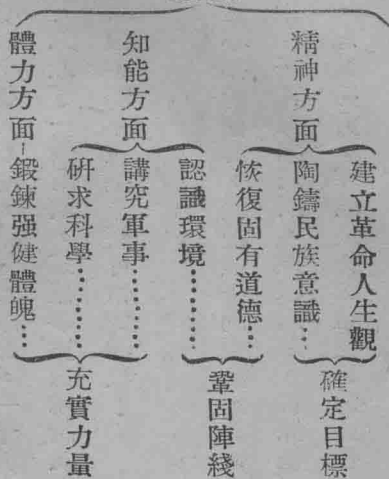 精神方面
建立革命人生觀
陶鑄民族意識……
恢復固有道德……
知能方面
認識環境……
講究軍事……
研求科學……
體力方面
鍛鍊强健體魄……
確定目標
鞏固陣綫
充實力量